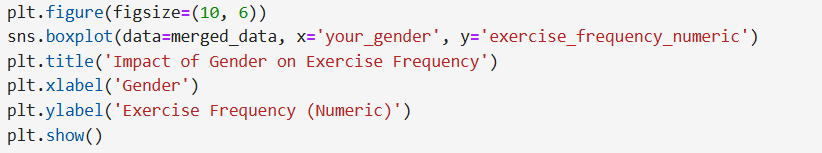 plt.figure(figsize=(10, 6))
sns.boxplot(data=merged_data, x='your_gender', y='exercise_frequency_numeric')
plt.title('Impact of Gender on Exercise Frequency')
plt.xlabel('Gender')
plt.ylabel('Exercise Frequency (Numeric)')
plt.show()